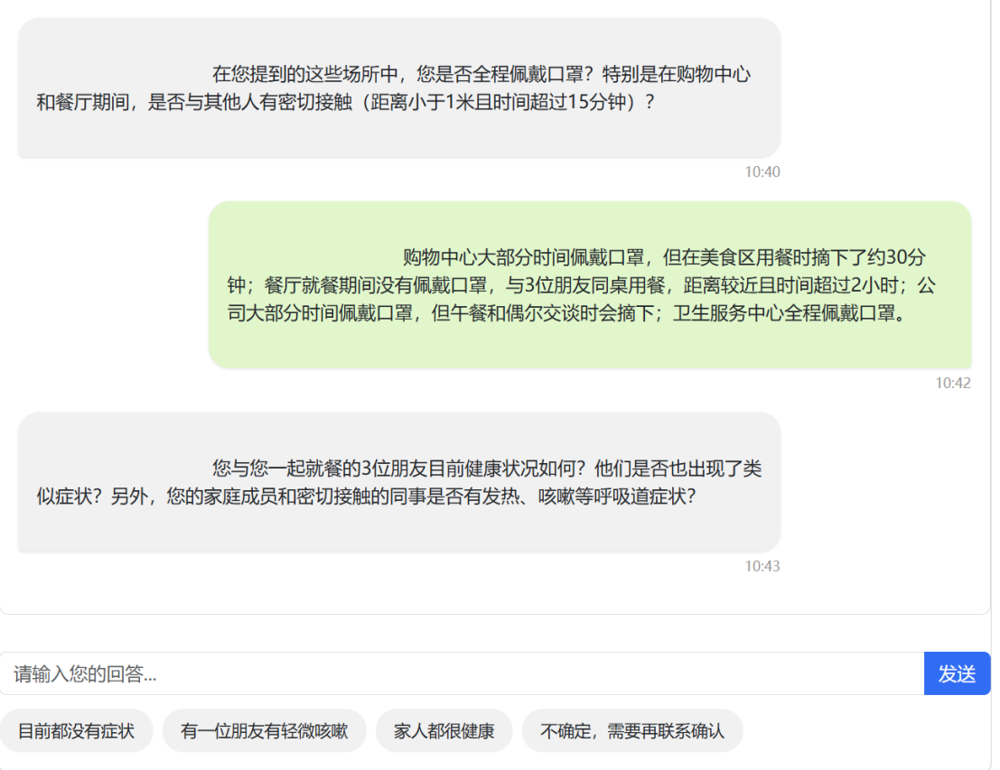 在您提到的这些场所中，您是否全程佩戴口罩？特别是在购物中心
和餐厅期间，是否与其他人有密切接触（距离小于1米且时间超过15分钟）？
10:40
购物中心大部分时间佩戴口罩，但在美食区用餐时摘下了约30分
钟；餐厅就餐期间没有佩戴口罩，与3位朋友同桌用餐，距离较近且时间超过2小时；公
司大部分时间佩戴口罩，但午餐和偶尔交谈时会摘下；卫生服务中心全程佩戴口罩。
10:42
您与您一起就餐的3位朋友目前健康状况如何？他们是否也出现了类
似症状？另外，您的家庭成员和密切接触的同事是否有发热、咳嗽等呼吸道症状？
10:43
请输入您的回答...
发送
目前都没有症状
有一位朋友有轻微咳嗽
家人都很健康
不确定，需要再联系确认